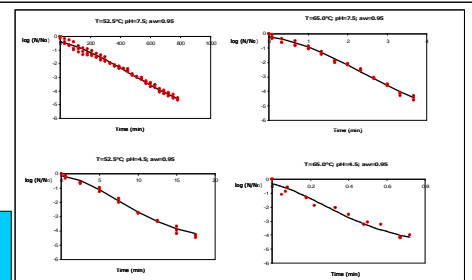 T=52.5°C; pH=7.5; aw=0.95
log (N/No)
0 200 400 600 800 1000
0
-1
-2
-3
-4
-5
-6
Time (min)
T=65.0°C; pH=7.5; aw=0.95
log (N/No)
0 1 2 3 4
0
-1
-2
-3
-4
-5
-6
Time (min)
T=52.5°C; pH=4.5; aw=0.95
log (N/No)
5 10 15 20
0
-1
-2
-3
-4
-5
-6
Time (min)
T=65.0°C; pH=4.5; aw=0.95
log (N/No)
0.2 0.4 0.6 0.8
0
-1
-2
-3
-4
-5
-6
Time (min)